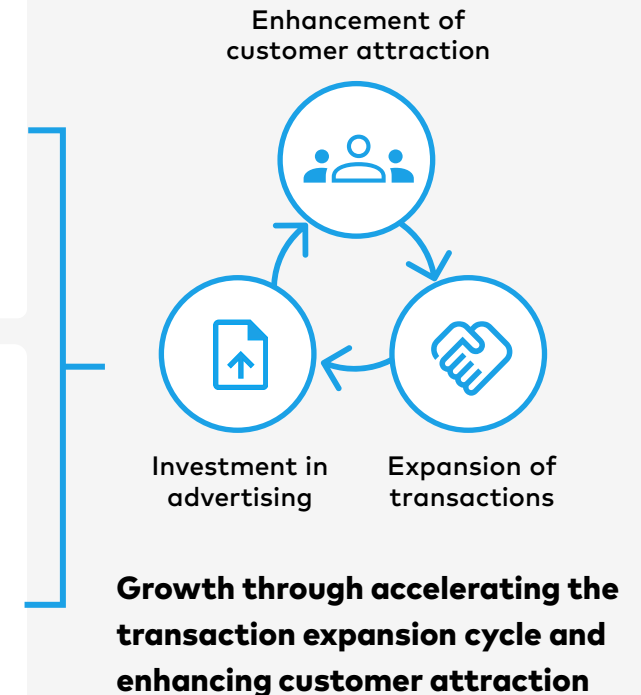 Enhancement of
customer attraction
Investment in
advertising
Expansion of
transactions
Growth through accelerating the
transaction expansion cycle and
enhancing customer attraction